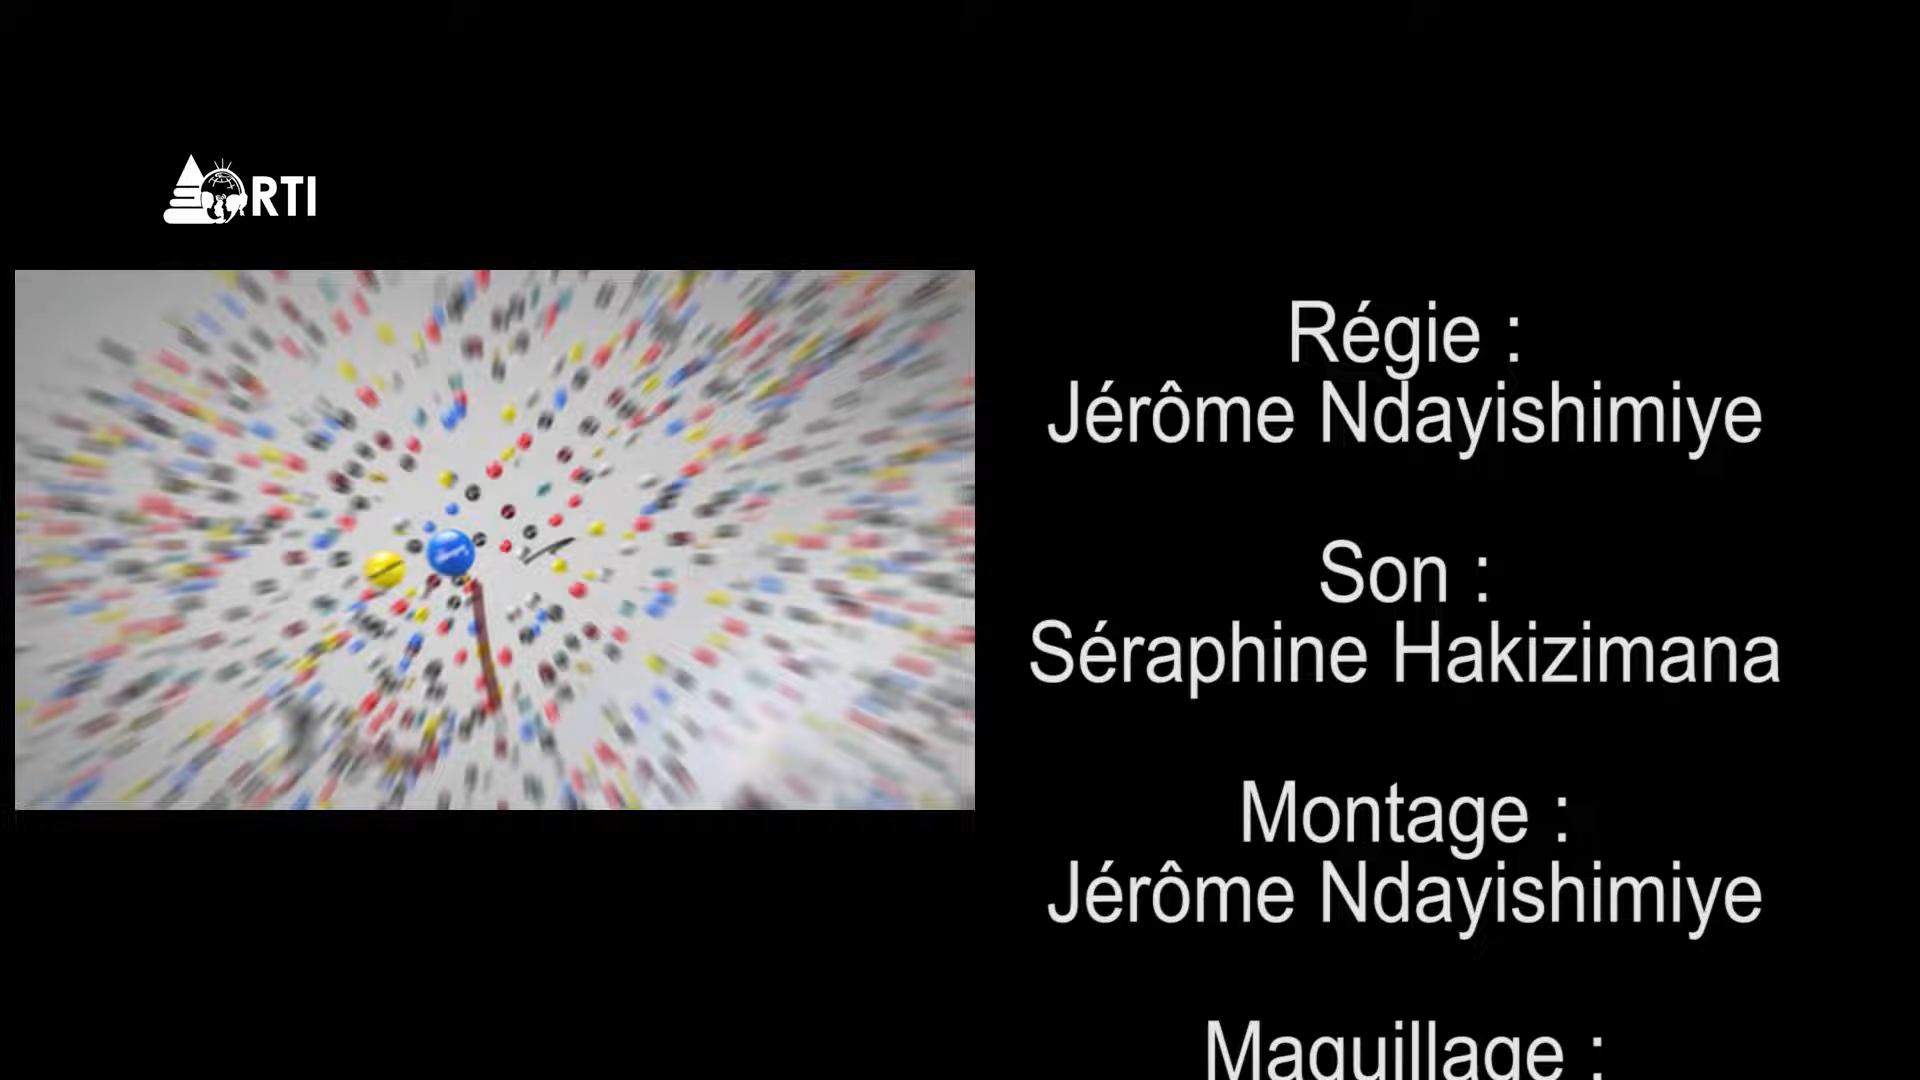 RTI
Régie :
Jérôme Ndayishimiye
Son :
Séraphine Hakizimana
Montage :
Jérôme Ndayishimiye
Maquillage :